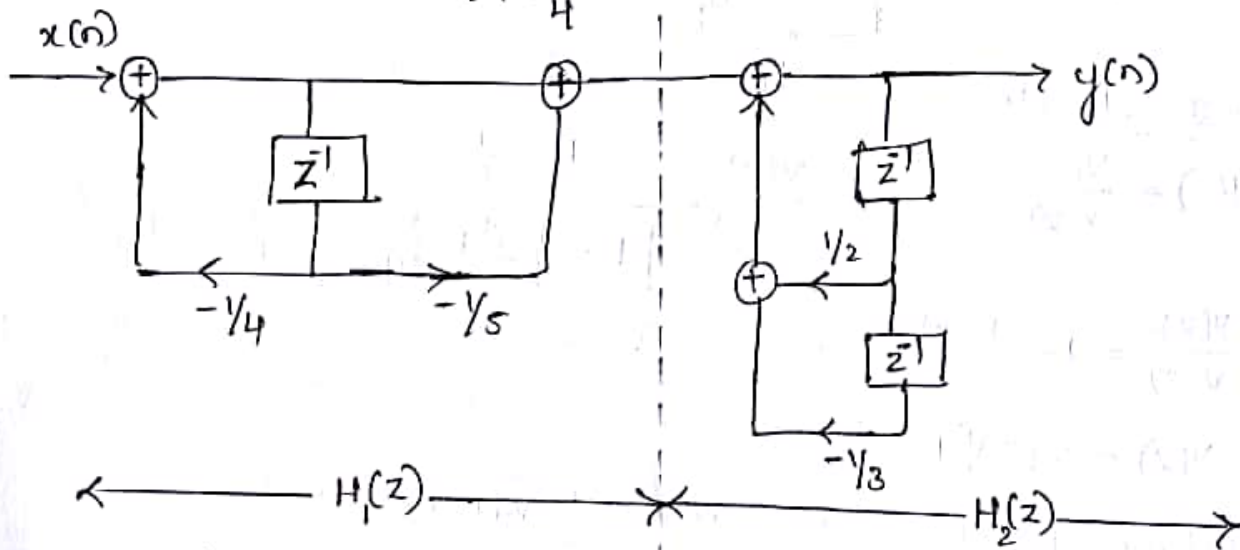 4
x(n)
y(n)
+
+
+
z⁻¹
z⁻¹
1/2
+
-1/4
-1/5
z⁻¹
-1/3
H₁(z)
H₂(z)